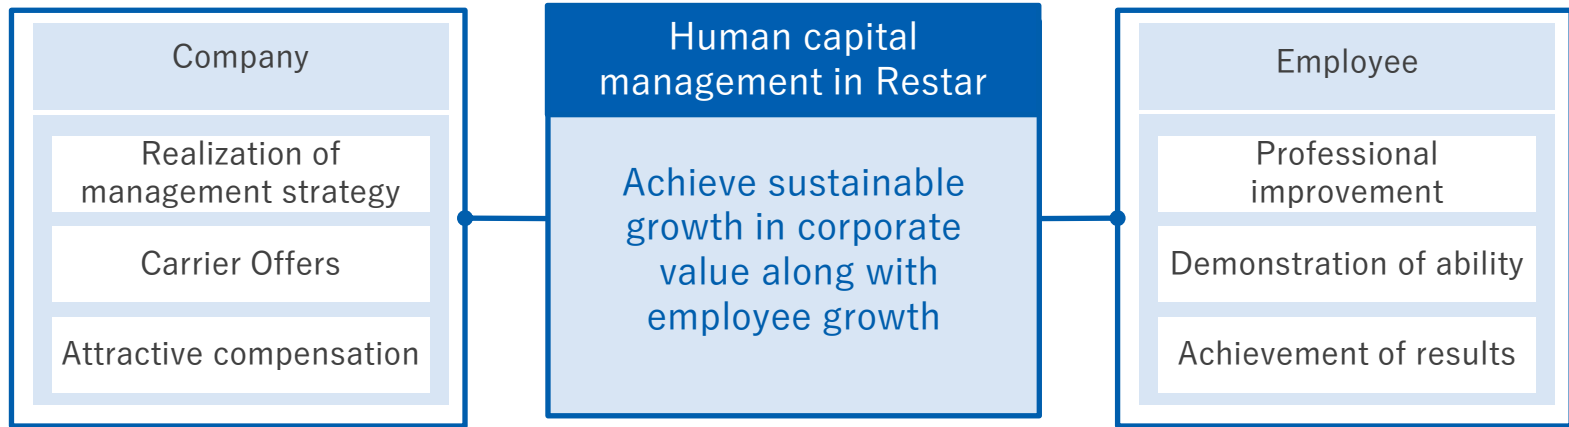 Company
Realization of
management strategy
Carrier Offers
Attractive compensation
Human capital
management in Restar
Achieve sustainable
growth in corporate
value along with
employee growth
Employee
Professional
improvement
Demonstration of ability
Achievement of results